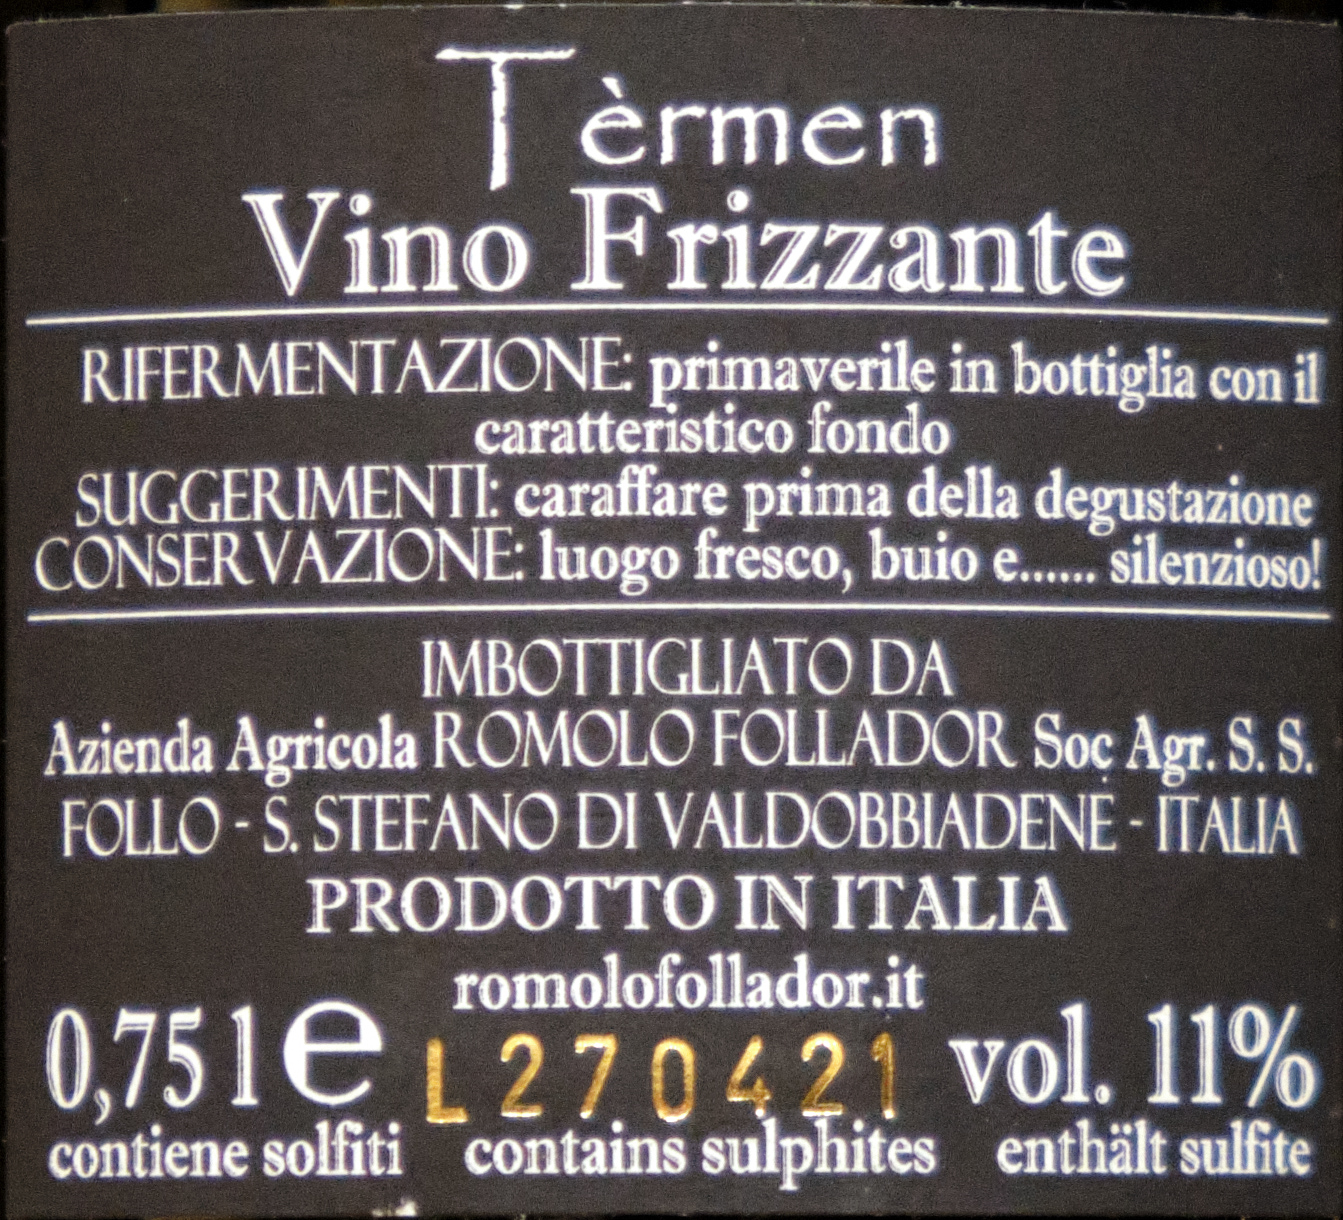 Tèrmen
Vino Frizzante
RIFERMENTAZIONE: primaverile in bottiglia con il
caratteristico fondo
SUGGERIMENTI: caraffare prima della degustazione
CONSERVAZIONE: luogo fresco, buio e...... silenzioso!
IMBOTTIGLIATO DA
Azienda Agricola ROMOLO FOLLADOR Soc Agr. S. S.
FOLLO - S. STEFANO DI VALDOBBIADENE - ITALIA
PRODOTTO IN ITALIA
romolofollador.it
0,75 l e L270421 vol. 11%
contiene solfiti contains sulphites enthält sulfite